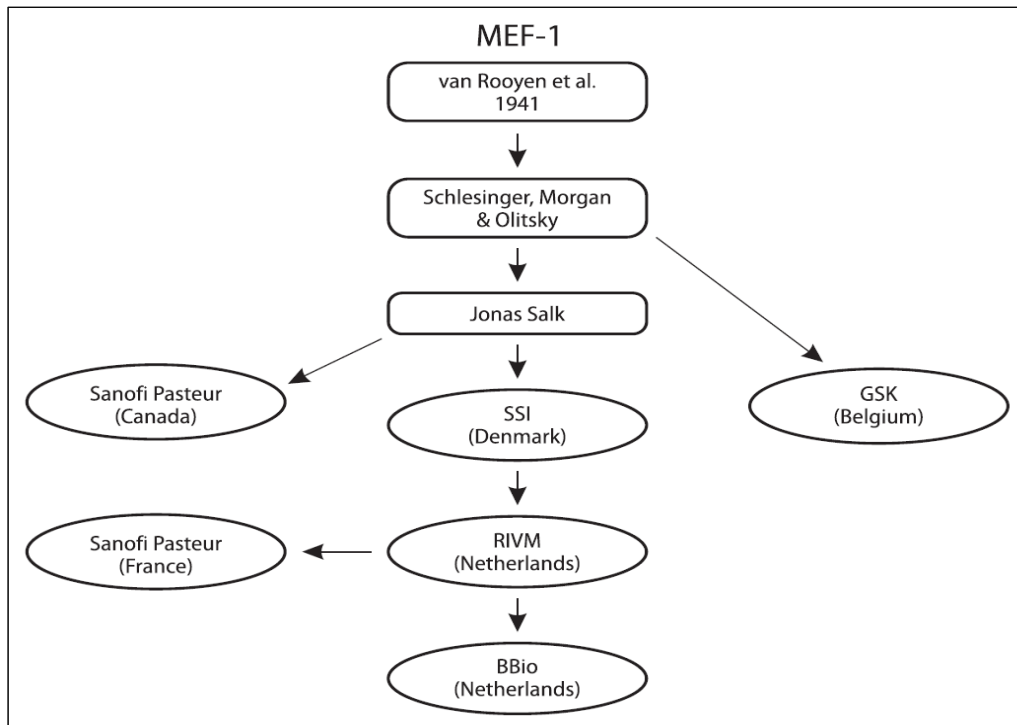 MEF-1
van Rooyen et al.
1941
Schlesinger, Morgan
& Olitsky
Jonas Salk
Sanofi Pasteur
(Canada)
SSI
(Denmark)
GSK
(Belgium)
Sanofi Pasteur
(France)
RIVM
(Netherlands)
BBio
(Netherlands)